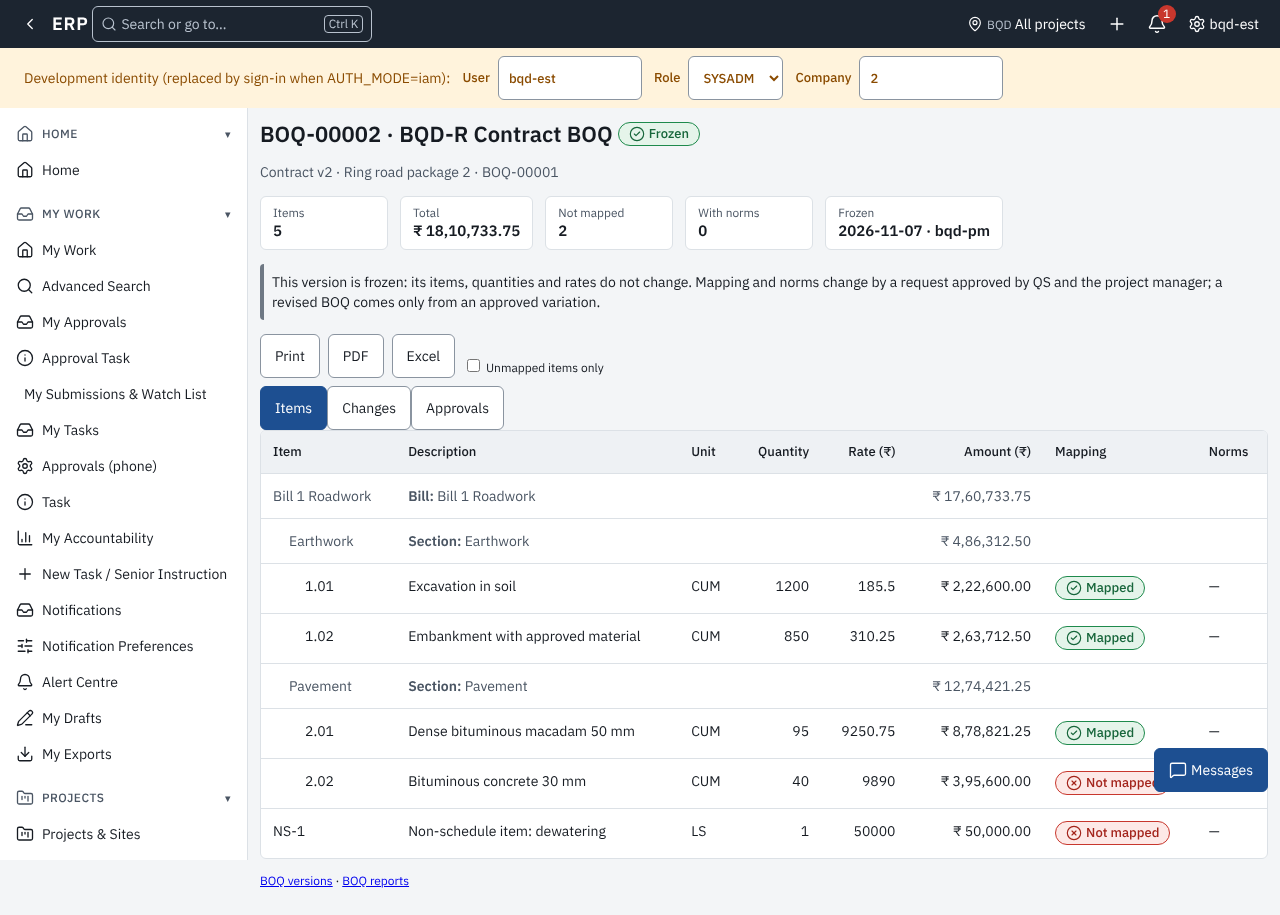 ERP
Search or go to...
Ctrl K
BQD All projects
1
bqd-est
Development identity (replaced by sign-in when AUTH_MODE=iam):
User
bqd-est
Role
SYSADM
Company
2
HOME
Home
MY WORK
My Work
Advanced Search
My Approvals
Approval Task
My Submissions & Watch List
My Tasks
Approvals (phone)
Task
My Accountability
New Task / Senior Instruction
Notifications
Notification Preferences
Alert Centre
My Drafts
My Exports
PROJECTS
Projects & Sites
BOQ-00002 · BQD-R Contract BOQ
Frozen
Contract v2 · Ring road package 2 · BOQ-00001
Items
5
Total
₹ 18,10,733.75
Not mapped
2
With norms
0
Frozen
2026-11-07 · bqd-pm
This version is frozen: its items, quantities and rates do not change. Mapping and norms change by a request approved by QS and the project manager; a
revised BOQ comes only from an approved variation.
Print
PDF
Excel
Unmapped items only
Items
Changes
Approvals
Item Description Unit Quantity Rate (₹) Amount (₹) Mapping Norms
Bill 1 Roadwork Bill: Bill 1 Roadwork ₹ 17,60,733.75
Earthwork Section: Earthwork ₹ 4,86,312.50
1.01 Excavation in soil CUM 1200 185.5 ₹ 2,22,600.00 Mapped —
1.02 Embankment with approved material CUM 850 310.25 ₹ 2,63,712.50 Mapped —
Pavement Section: Pavement ₹ 12,74,421.25
2.01 Dense bituminous macadam 50 mm CUM 95 9250.75 ₹ 8,78,821.25 Mapped —
2.02 Bituminous concrete 30 mm CUM 40 9890 ₹ 3,95,600.00 Not mapped
Messages
NS-1 Non-schedule item: dewatering LS 1 50000 ₹ 50,000.00 Not mapped —
BOQ versions · BOQ reports